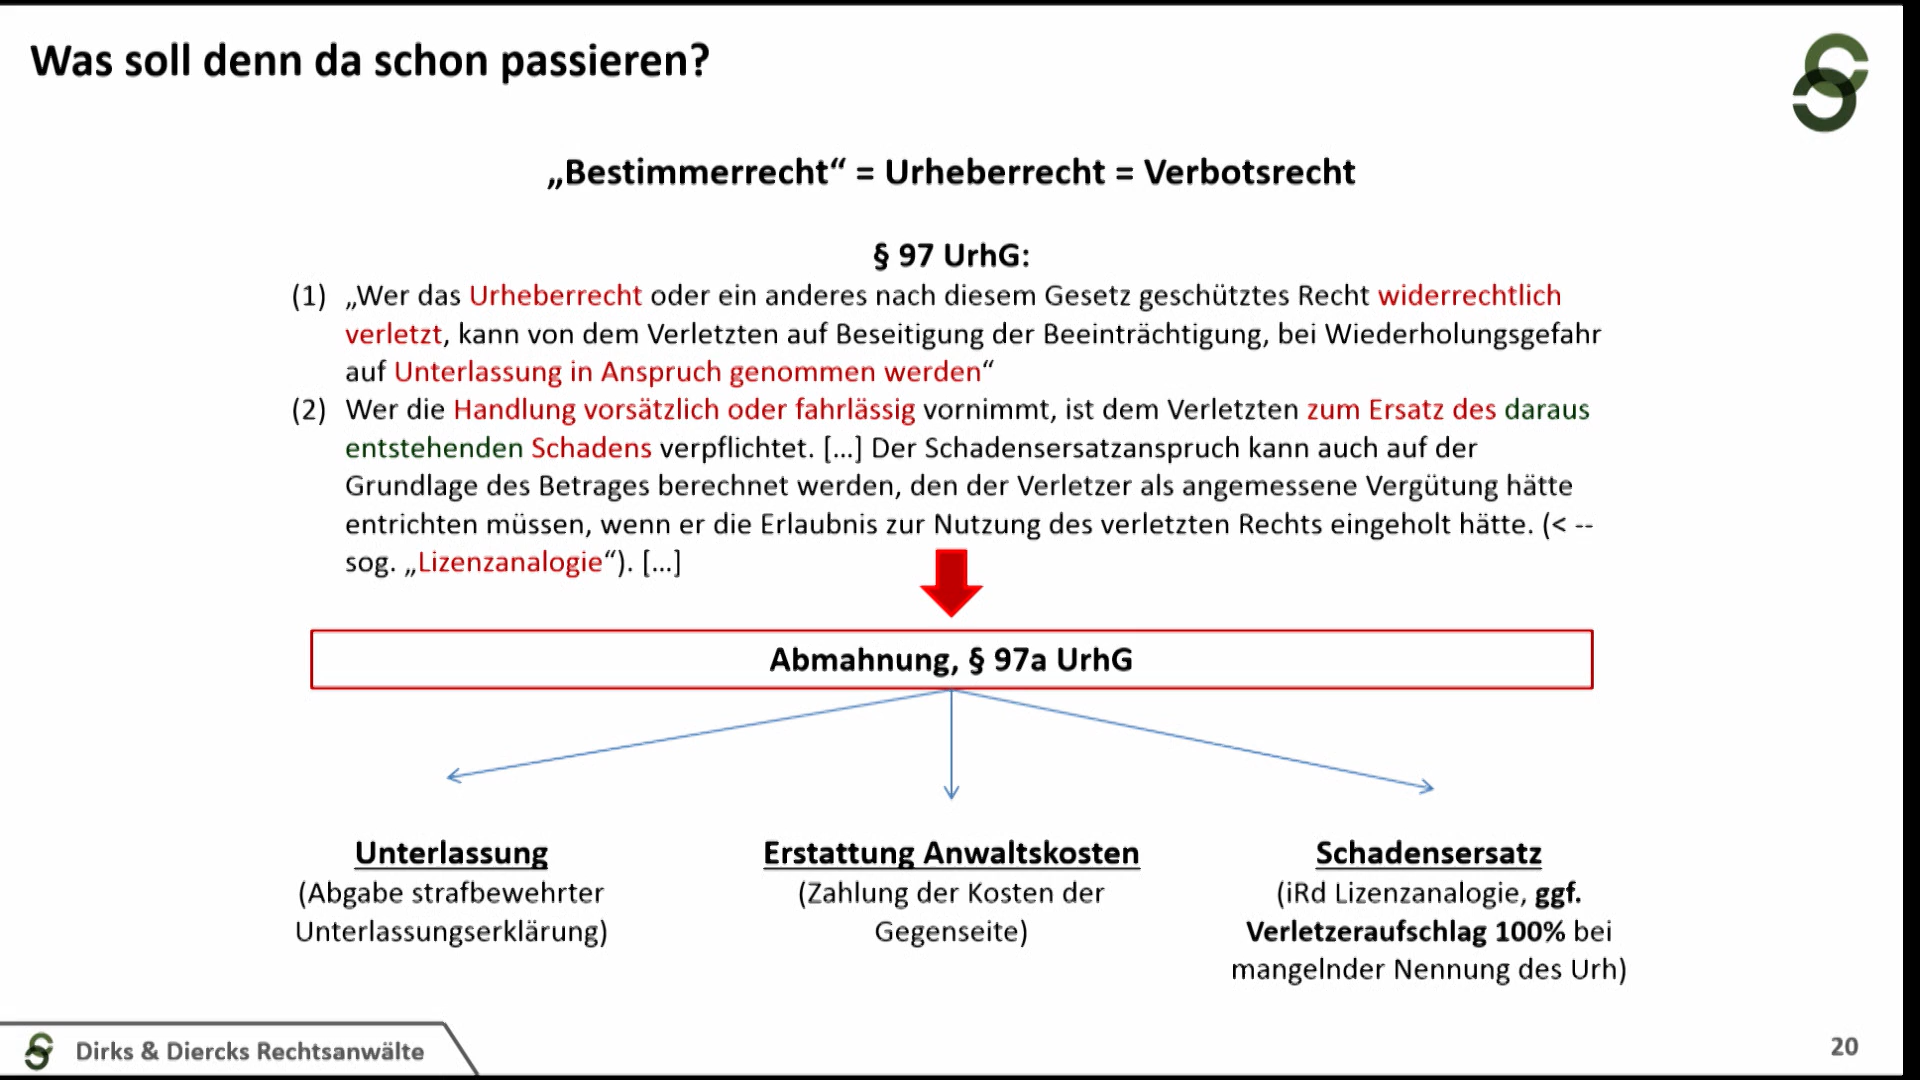 Was soll denn da schon passieren?
„Bestimmerrecht“ = Urheberrecht = Verbotsrecht
§ 97 UrhG:
(1) „Wer das Urheberrecht oder ein anderes nach diesem Gesetz geschütztes Recht widerrechtlich
verletzt, kann von dem Verletzten auf Beseitigung der Beeinträchtigung, bei Wiederholungsgefahr
auf Unterlassung in Anspruch genommen werden“
(2) Wer die Handlung vorsätzlich oder fahrlässig vornimmt, ist dem Verletzten zum Ersatz des daraus
entstehenden Schadens verpflichtet. […] Der Schadensersatzanspruch kann auch auf der
Grundlage des Betrages berechnet werden, den der Verletzer als angemessene Vergütung hätte
entrichten müssen, wenn er die Erlaubnis zur Nutzung des verletzten Rechts eingeholt hätte. (< --
sog. „Lizenzanalogie“). […]
Abmahnung, § 97a UrhG
Unterlassung
(Abgabe strafbewehrter
Unterlassungserklärung)
Erstattung Anwaltskosten
(Zahlung der Kosten der
Gegenseite)
Schadensersatz
(iRd Lizenzanalogie, ggf.
Verletzeraufschlag 100% bei
mangelnder Nennung des Urh)
Dirks & Diercks Rechtsanwälte
20